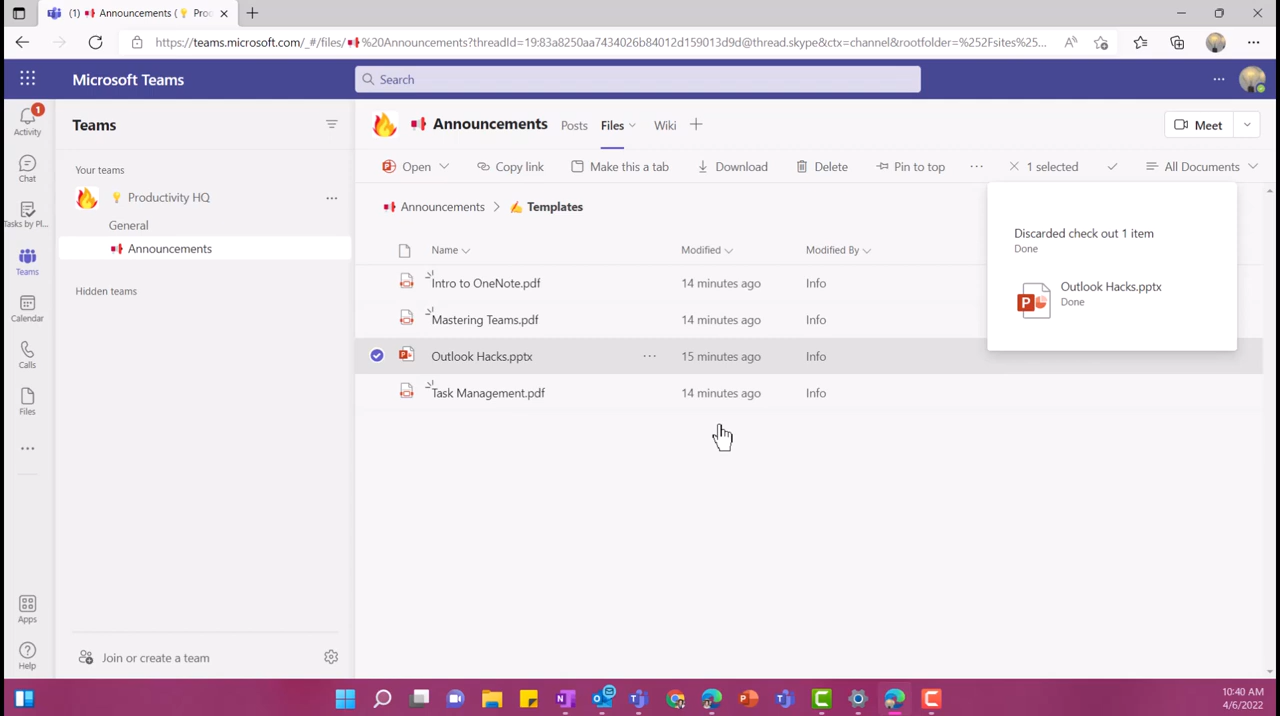 (1) Announcements ( Pro
https://teams.microsoft.com/_#/files/ %20Announcements?threadId=19:83a8250aa7434026b84012d159013d9d@thread.skype&ctx=channel&rootfolder=%252Fsites%25...
Microsoft Teams
Search
Activity
1
Chat
Tasks by Pl...
Teams
Calendar
Calls
Files
Apps
Help
Teams
Your teams
Productivity HQ
General
Announcements
Hidden teams
Join or create a team
Announcements Posts Files Wiki
Meet
Open Copy link Make this a tab Download Delete Pin to top ... 1 selected All Documents
Announcements > Templates
Name Modified Modified By
Intro to OneNote.pdf 14 minutes ago Info
Mastering Teams.pdf 14 minutes ago Info
Outlook Hacks.pptx ... 15 minutes ago Info
Task Management.pdf 14 minutes ago Info
Discarded check out 1 item
Done
Outlook Hacks.pptx
Done
10:40 AM
4/6/2022